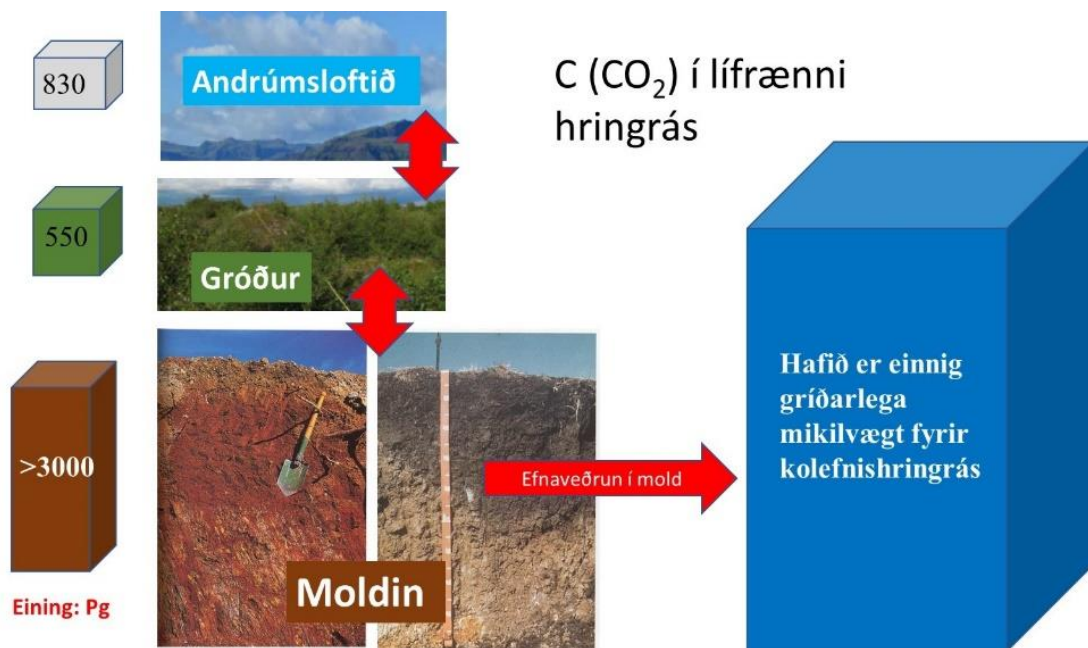 830
Andrúmsloftið
C (CO₂) í lífrænni
hringrás
550
Gróður
>3000
Hafið er einnig
gríðarlega
mikilvægt fyrir
kolefnishringrás
Efnaveðrun í mold
Moldin
Eining: Pg